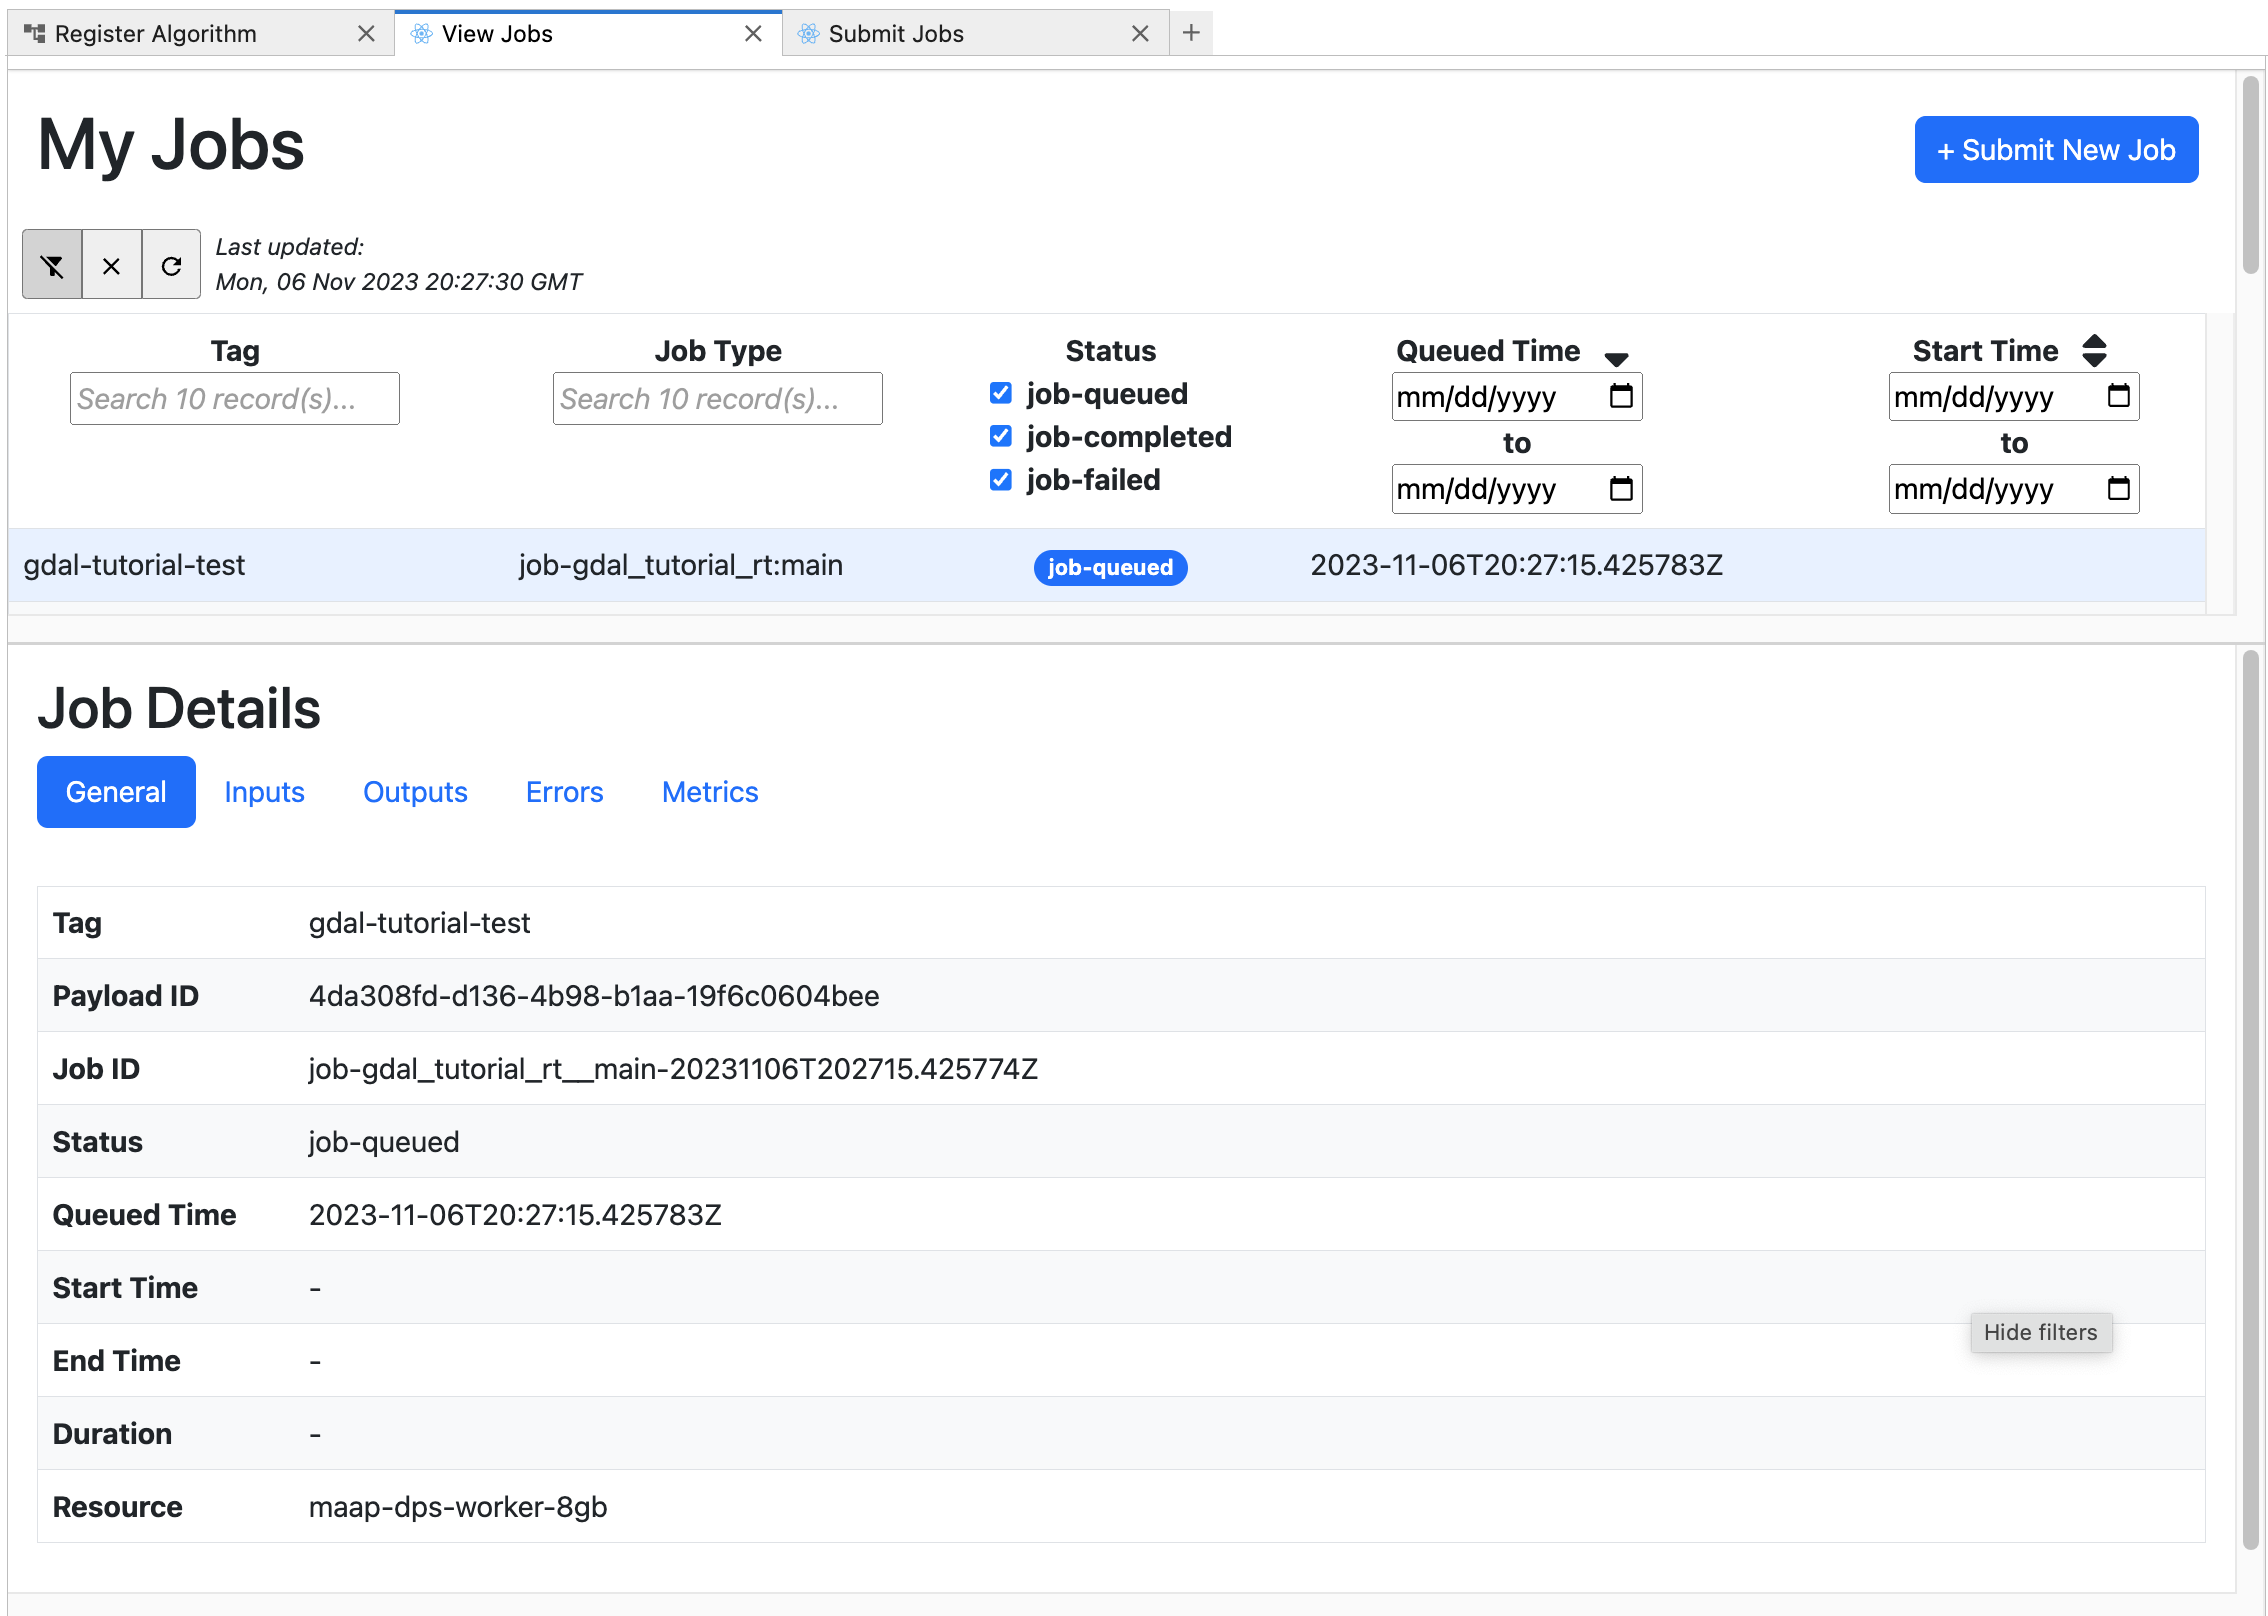 Register Algorithm
View Jobs
Submit Jobs
My Jobs
+ Submit New Job
Last updated:
Mon, 06 Nov 2023 20:27:30 GMT
Tag Job Type Status Queued Time Start Time
Search 10 record(s)... Search 10 record(s)... job-queued mm/dd/yyyy mm/dd/yyyy
job-completed to to
job-failed mm/dd/yyyy mm/dd/yyyy
gdal-tutorial-test job-gdal_tutorial_rt:main job-queued 2023-11-06T20:27:15.425783Z
Job Details
General Inputs Outputs Errors Metrics
Tag gdal-tutorial-test
Payload ID 4da308fd-d136-4b98-b1aa-19f6c0604bee
Job ID job-gdal_tutorial_rt__main-20231106T202715.425774Z
Status job-queued
Queued Time 2023-11-06T20:27:15.425783Z
Start Time -
Hide filters
End Time -
Duration -
Resource maap-dps-worker-8gb